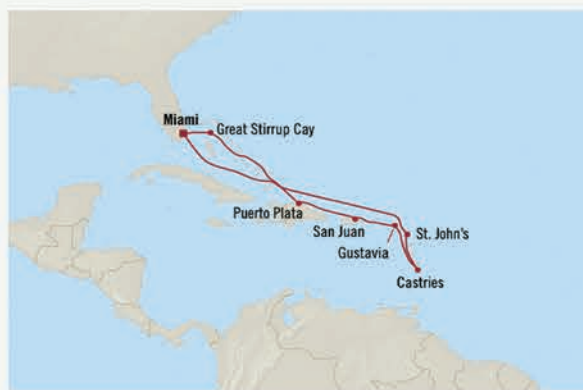 Miami
Great Stirrup Cay
Puerto Plata
San Juan
Gustavia
St. John's
Castries